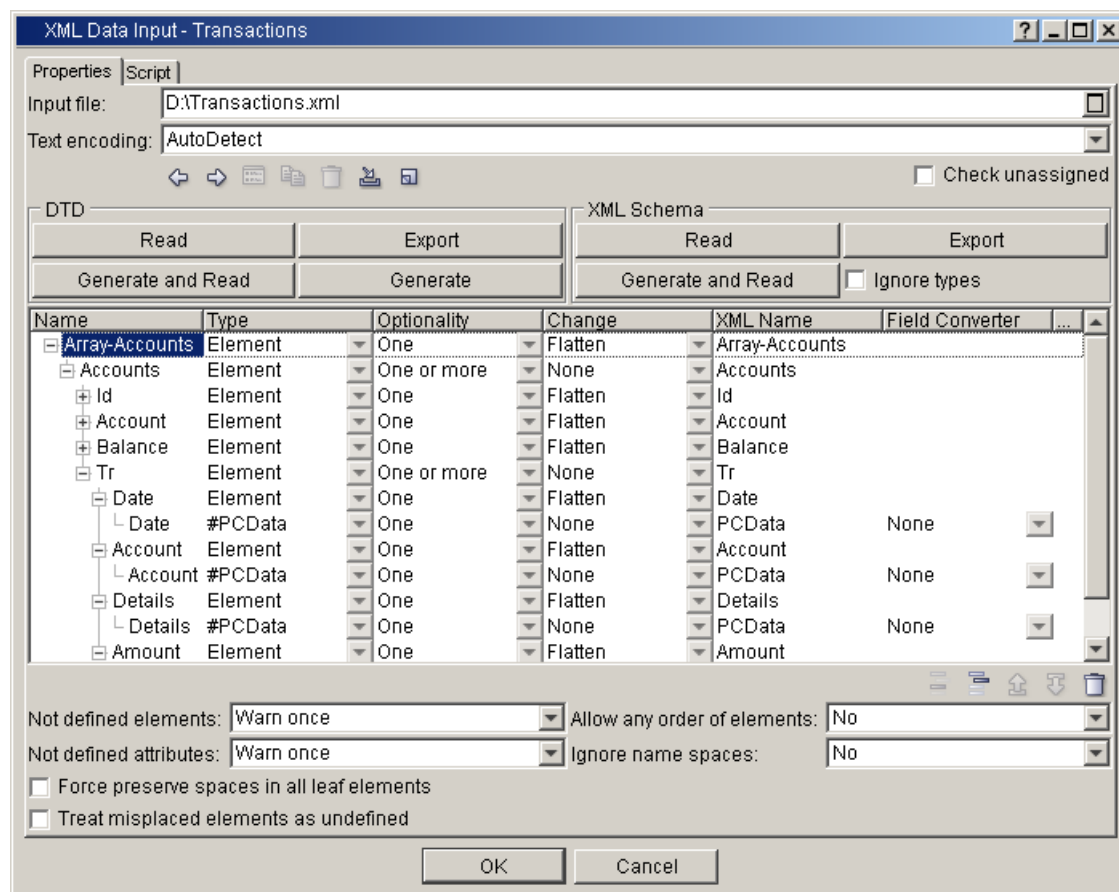 XML Data Input - Transactions
Properties Script
Input file: D:\Transactions.xml
Text encoding: AutoDetect
Check unassigned
DTD XML Schema
Read Export Read Export
Generate and Read Generate Generate and Read Ignore types
Name Type Optionality Change XML Name Field Converter ...
Array-Accounts Element One Flatten Array-Accounts
Accounts Element One or more None Accounts
Id Element One Flatten Id
Account Element One Flatten Account
Balance Element One Flatten Balance
Tr Element One or more None Tr
Date Element One Flatten Date
Date #PCData One None PCData None
Account Element One Flatten Account
Account #PCData One None PCData None
Details Element One Flatten Details
Details #PCData One None PCData None
Amount Element One Flatten Amount
Not defined elements: Warn once Allow any order of elements: No
Not defined attributes: Warn once Ignore name spaces: No
Force preserve spaces in all leaf elements
Treat misplaced elements as undefined
OK Cancel